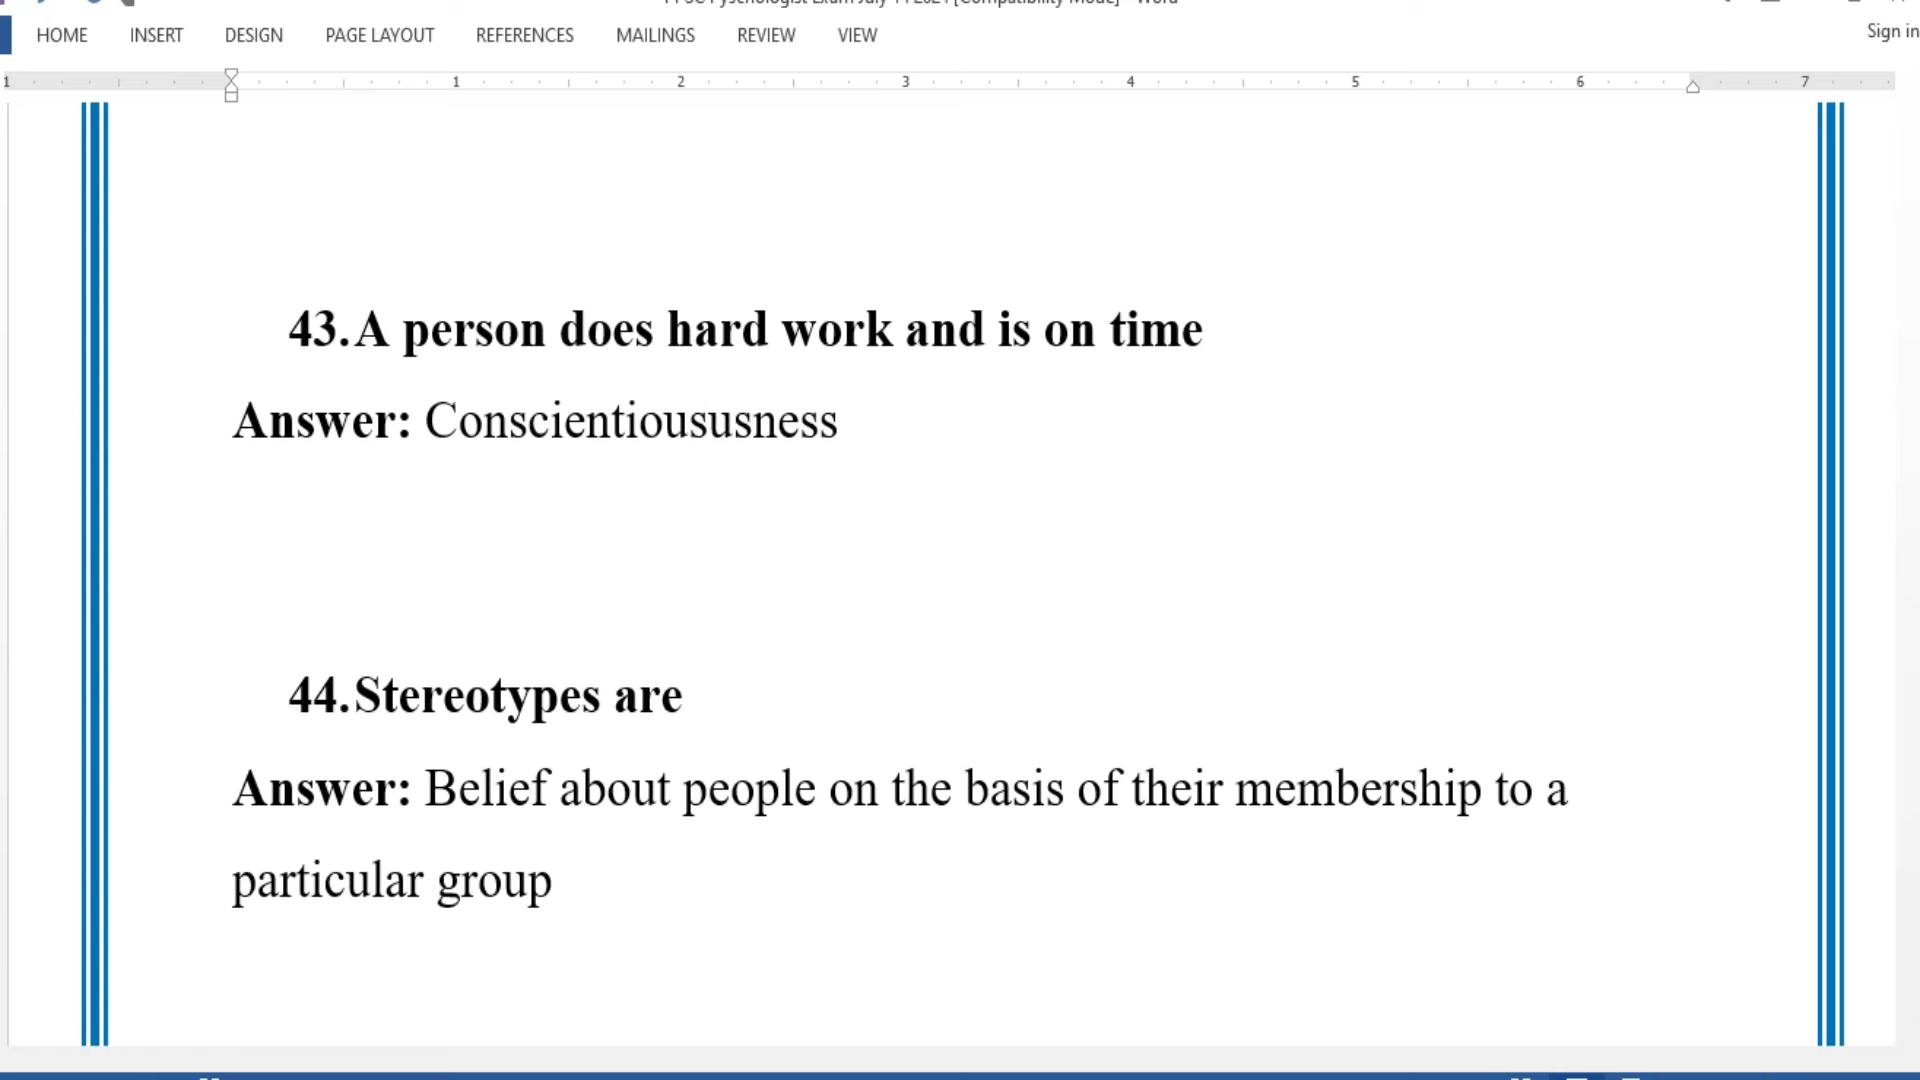 HOME INSERT DESIGN PAGE LAYOUT REFERENCES MAILINGS REVIEW VIEW Sign in
1 1 2 3 4 5 6 7
43.A person does hard work and is on time
Answer: Conscientioususness
44.Stereotypes are
Answer: Belief about people on the basis of their membership to a
particular group